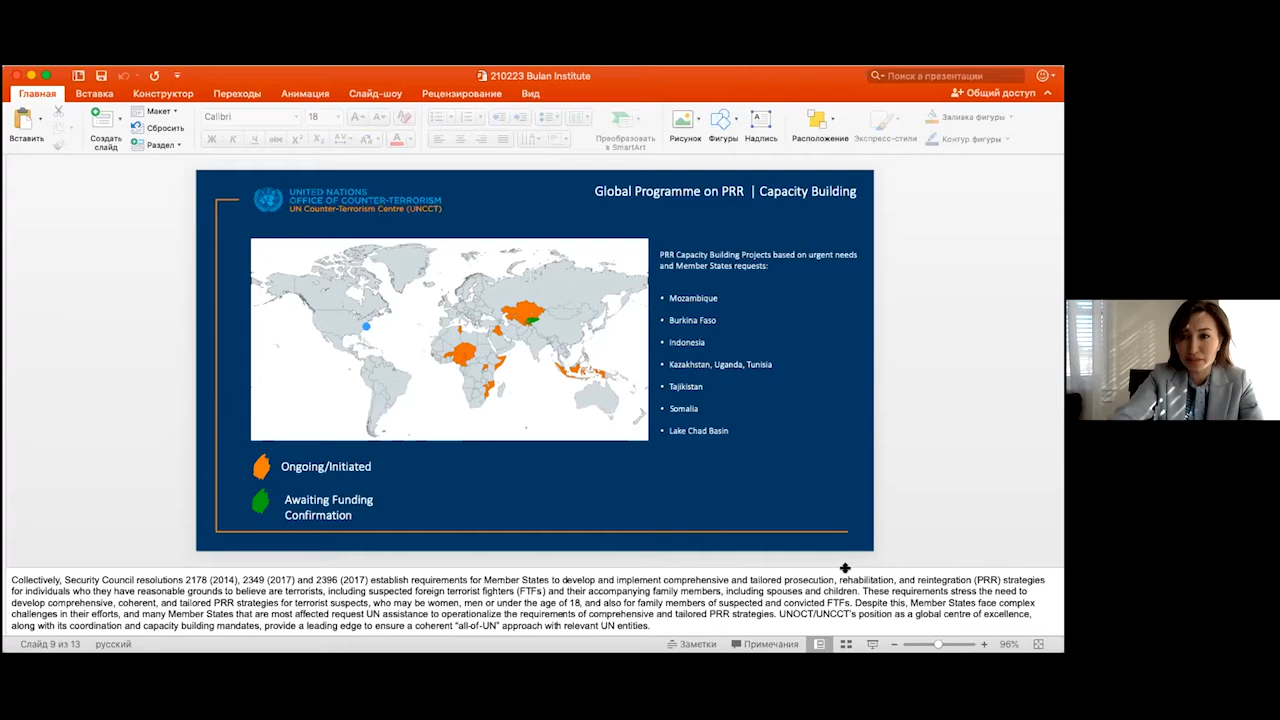 210223 Bulan Institute
Поиск в презентации
Главная Вставка Конструктор Переходы Анимация Слайд-шоу Рецензирование Вид
Общий доступ
Вставить
Создать слайд
Макет
Сбросить
Раздел
Calibri 18
Преобразовать в SmartArt
Рисунок Фигуры Надпись
Расположение Экспресс-стили
Заливка фигуры
Контур фигуры
UNITED NATIONS
OFFICE OF COUNTER-TERRORISM
UN Counter-Terrorism Centre (UNCCT)
Global Programme on PRR | Capacity Building
PRR Capacity Building Projects based on urgent needs
and Member States requests:
• Mozambique
• Burkina Faso
• Indonesia
• Kazakhstan, Uganda, Tunisia
• Tajikistan
• Somalia
• Lake Chad Basin
Ongoing/Initiated
Awaiting Funding
Confirmation
Collectively, Security Council resolutions 2178 (2014), 2349 (2017) and 2396 (2017) establish requirements for Member States to develop and implement comprehensive and tailored prosecution, rehabilitation, and reintegration (PRR) strategies
for individuals who they have reasonable grounds to believe are terrorists, including suspected foreign terrorist fighters (FTFs) and their accompanying family members, including spouses and children. These requirements stress the need to
develop comprehensive, coherent, and tailored PRR strategies for terrorist suspects, who may be women, men or under the age of 18, and also for family members of suspected and convicted FTFs. Despite this, Member States face complex
challenges in their efforts, and many Member States that are most affected request UN assistance to operationalize the requirements of comprehensive and tailored PRR strategies. UNOCT/UNCCT's position as a global centre of excellence,
along with its coordination and capacity building mandates, provide a leading edge to ensure a coherent “all-of-UN” approach with relevant UN entities.
Слайд 9 из 13 русский Заметки Примечания 96%